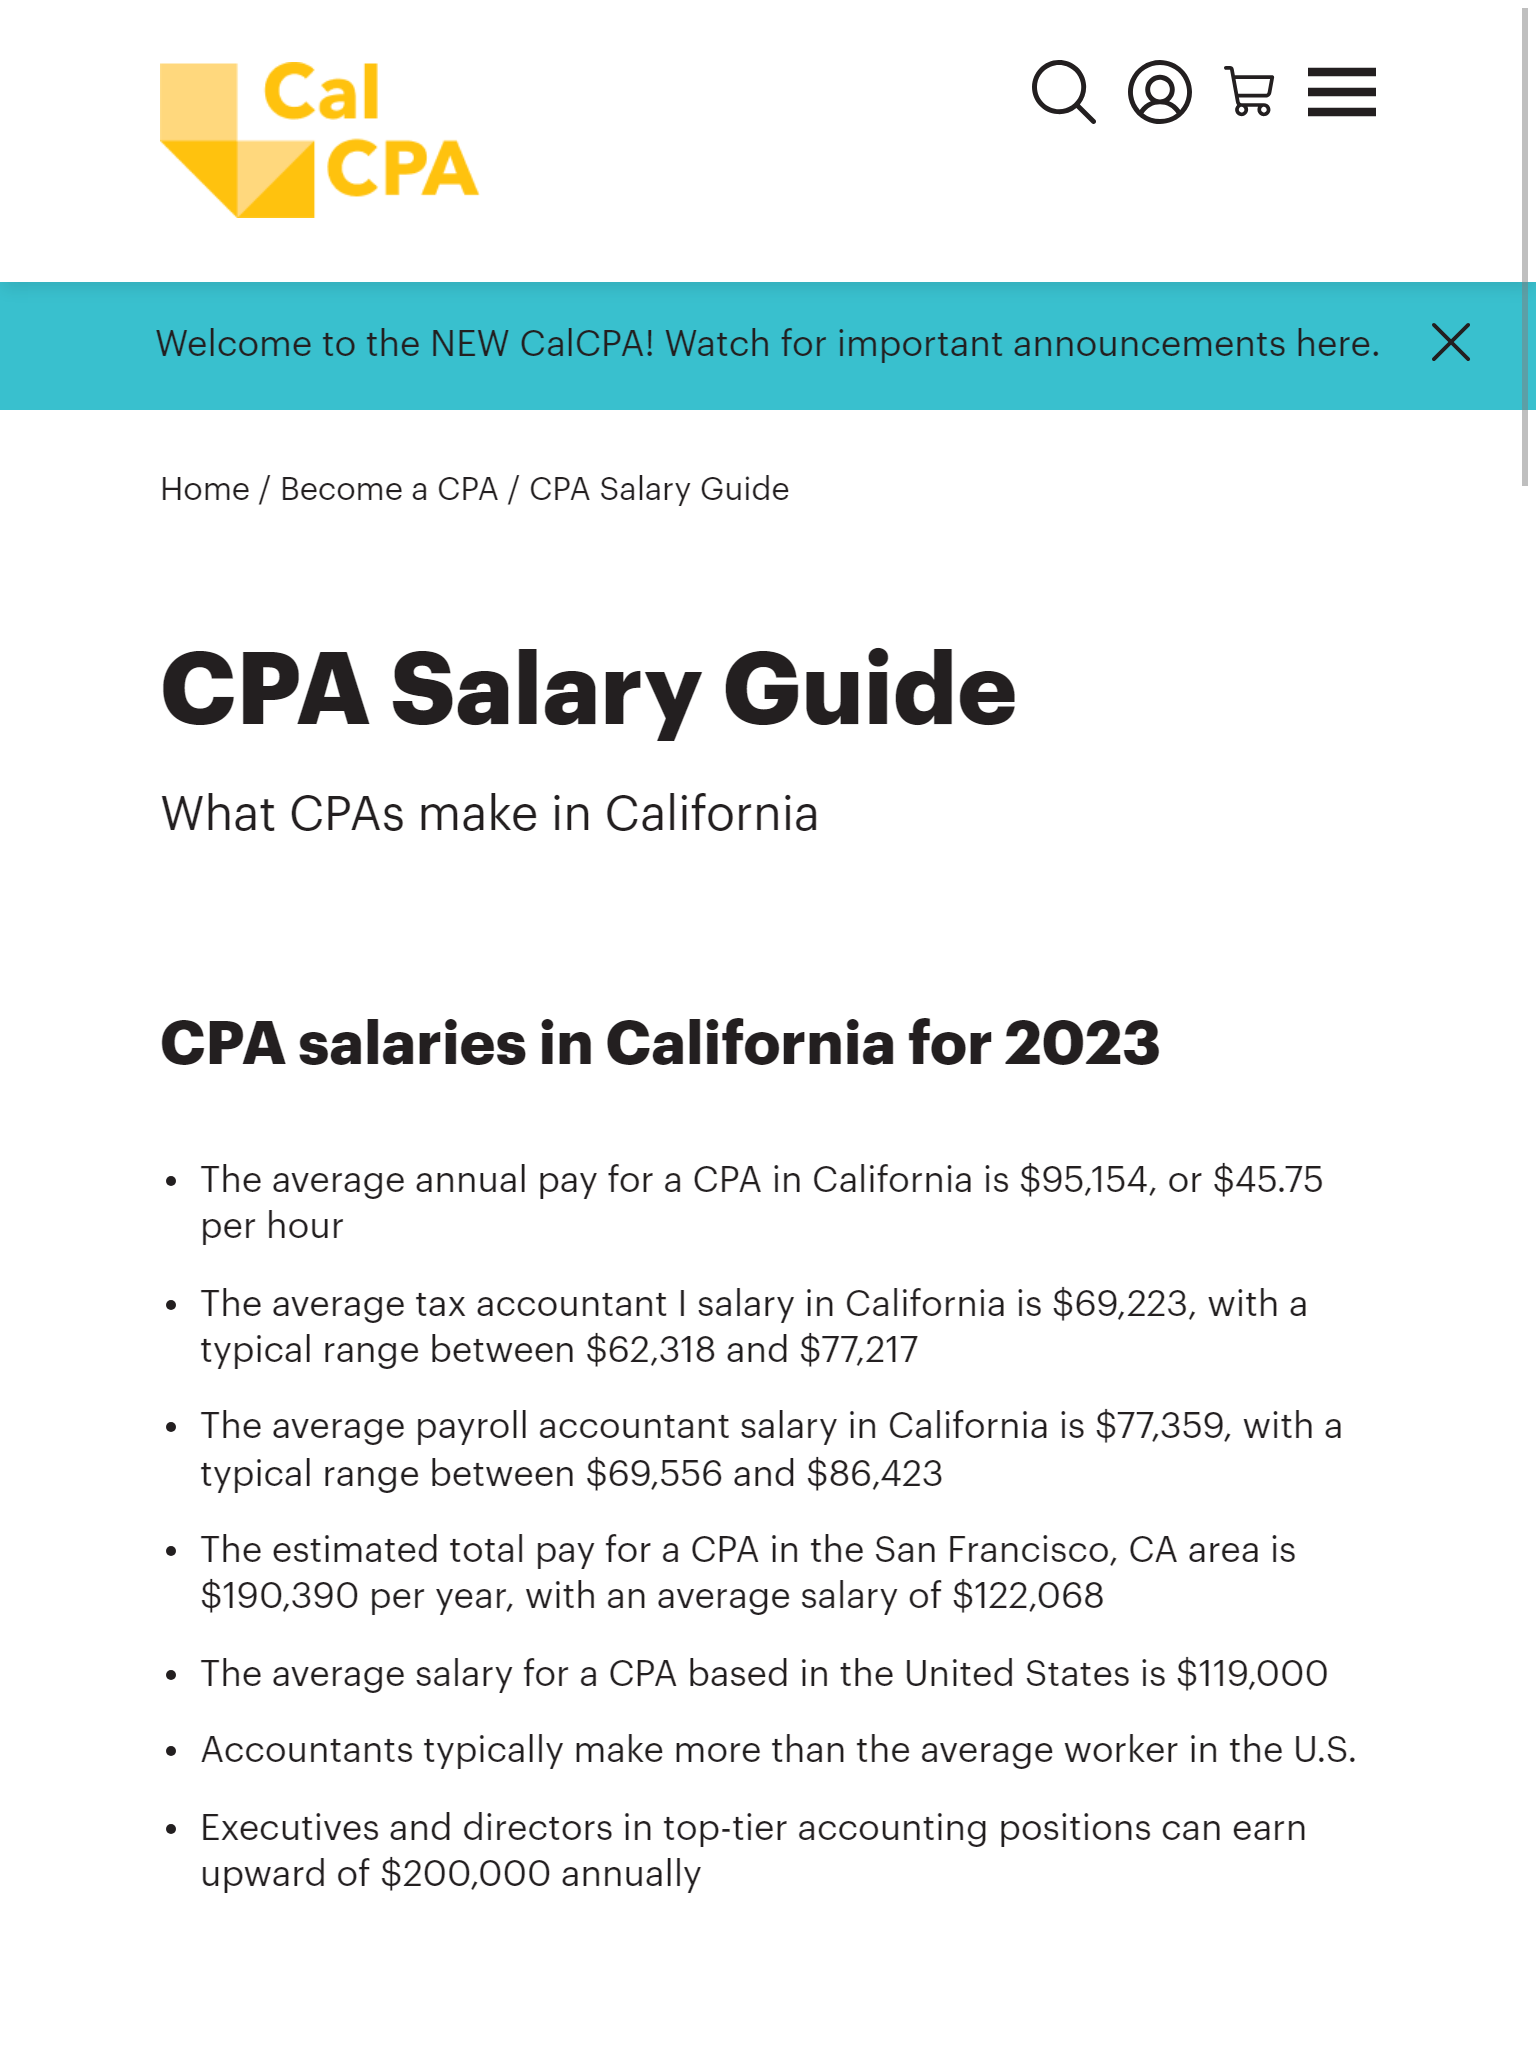 Cal
CPA
Welcome to the NEW CalCPA! Watch for important announcements here.
Home / Become a CPA / CPA Salary Guide
CPA Salary Guide
What CPAs make in California
CPA salaries in California for 2023
• The average annual pay for a CPA in California is $95,154, or $45.75
per hour
• The average tax accountant I salary in California is $69,223, with a
typical range between $62,318 and $77,217
• The average payroll accountant salary in California is $77,359, with a
typical range between $69,556 and $86,423
• The estimated total pay for a CPA in the San Francisco, CA area is
$190,390 per year, with an average salary of $122,068
• The average salary for a CPA based in the United States is $119,000
• Accountants typically make more than the average worker in the U.S.
• Executives and directors in top-tier accounting positions can earn
upward of $200,000 annually